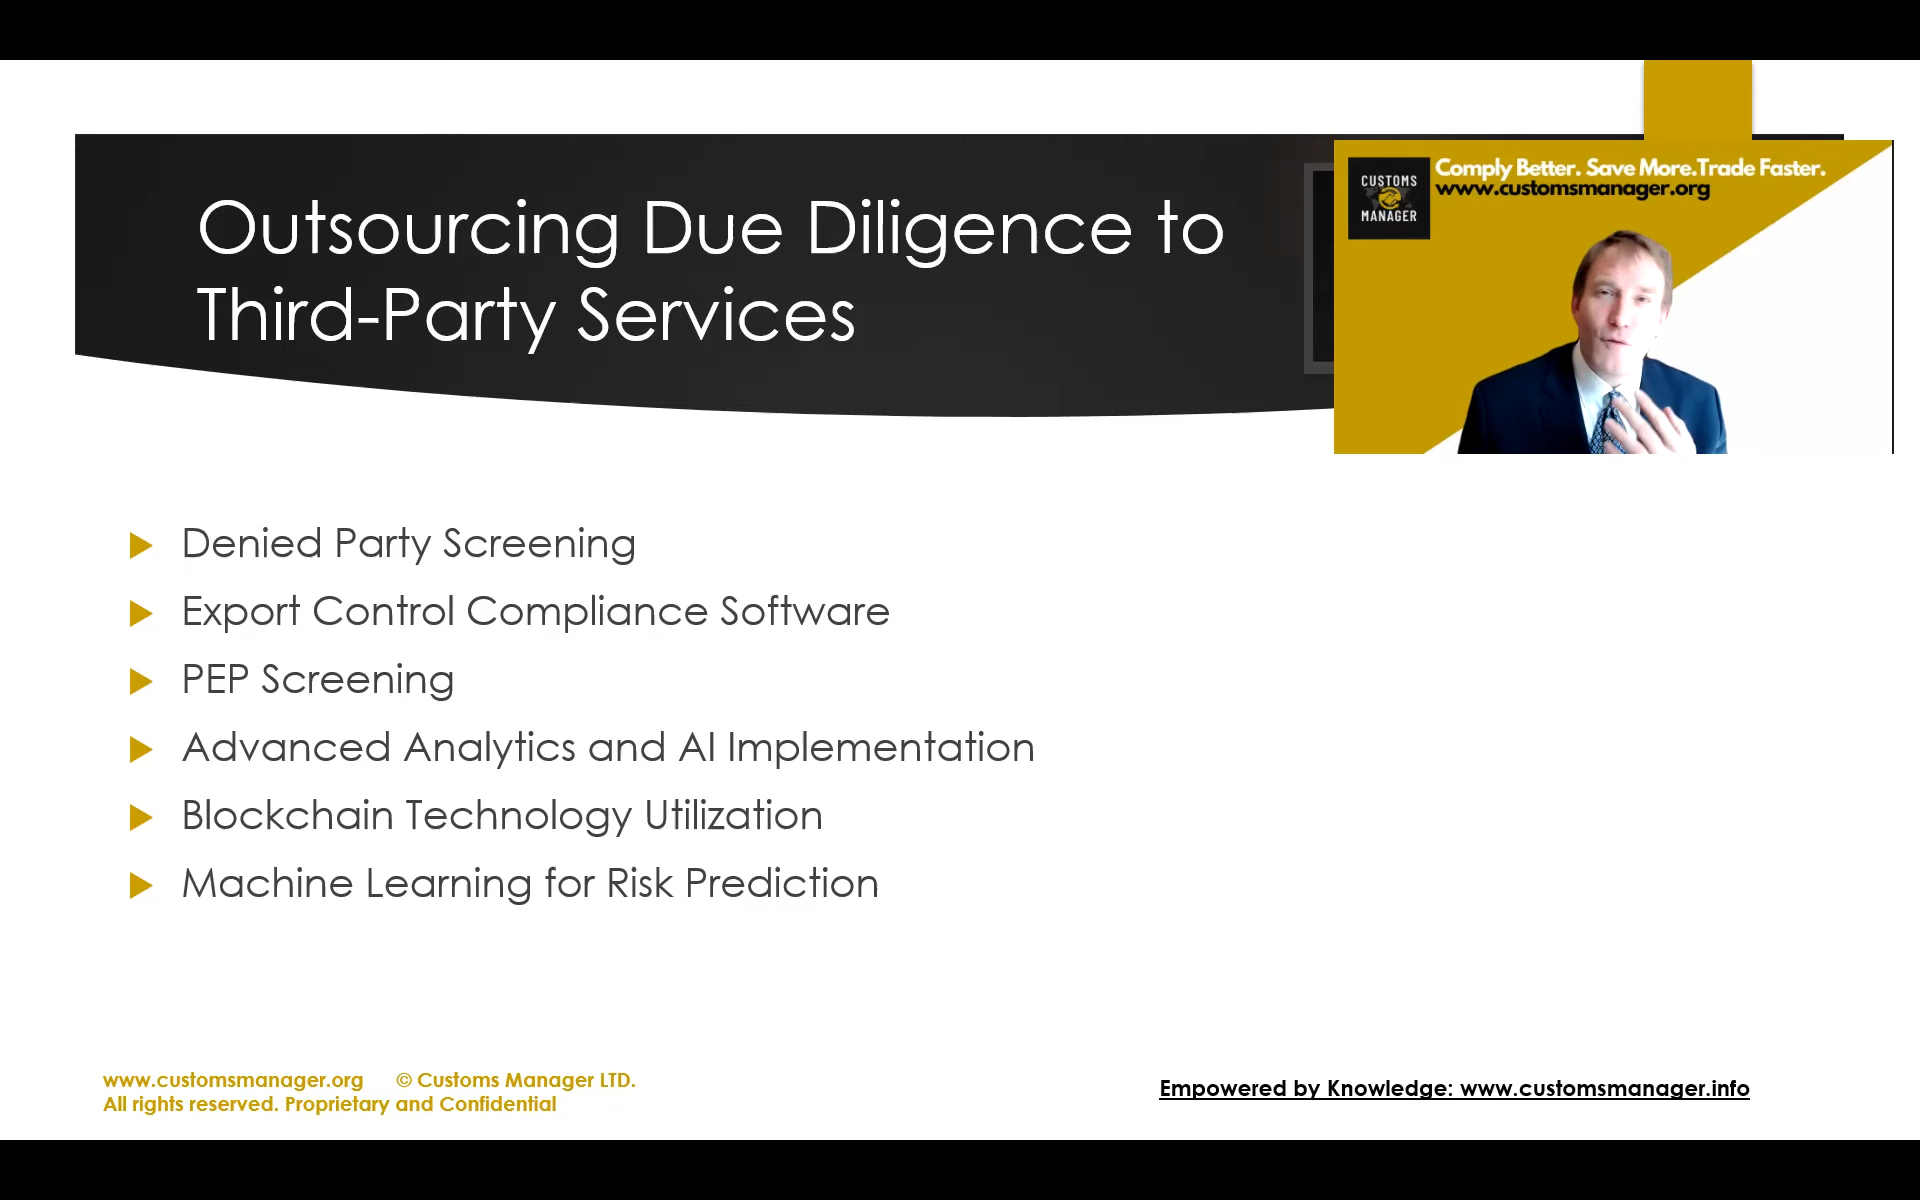 Outsourcing Due Diligence to
Third-Party Services
CUSTOMS
MANAGER
Comply Better. Save More.Trade Faster.
www.customsmanager.org
Denied Party Screening
Export Control Compliance Software
PEP Screening
Advanced Analytics and AI Implementation
Blockchain Technology Utilization
Machine Learning for Risk Prediction
www.customsmanager.org © Customs Manager LTD.
All rights reserved. Proprietary and Confidential
Empowered by Knowledge: www.customsmanager.info